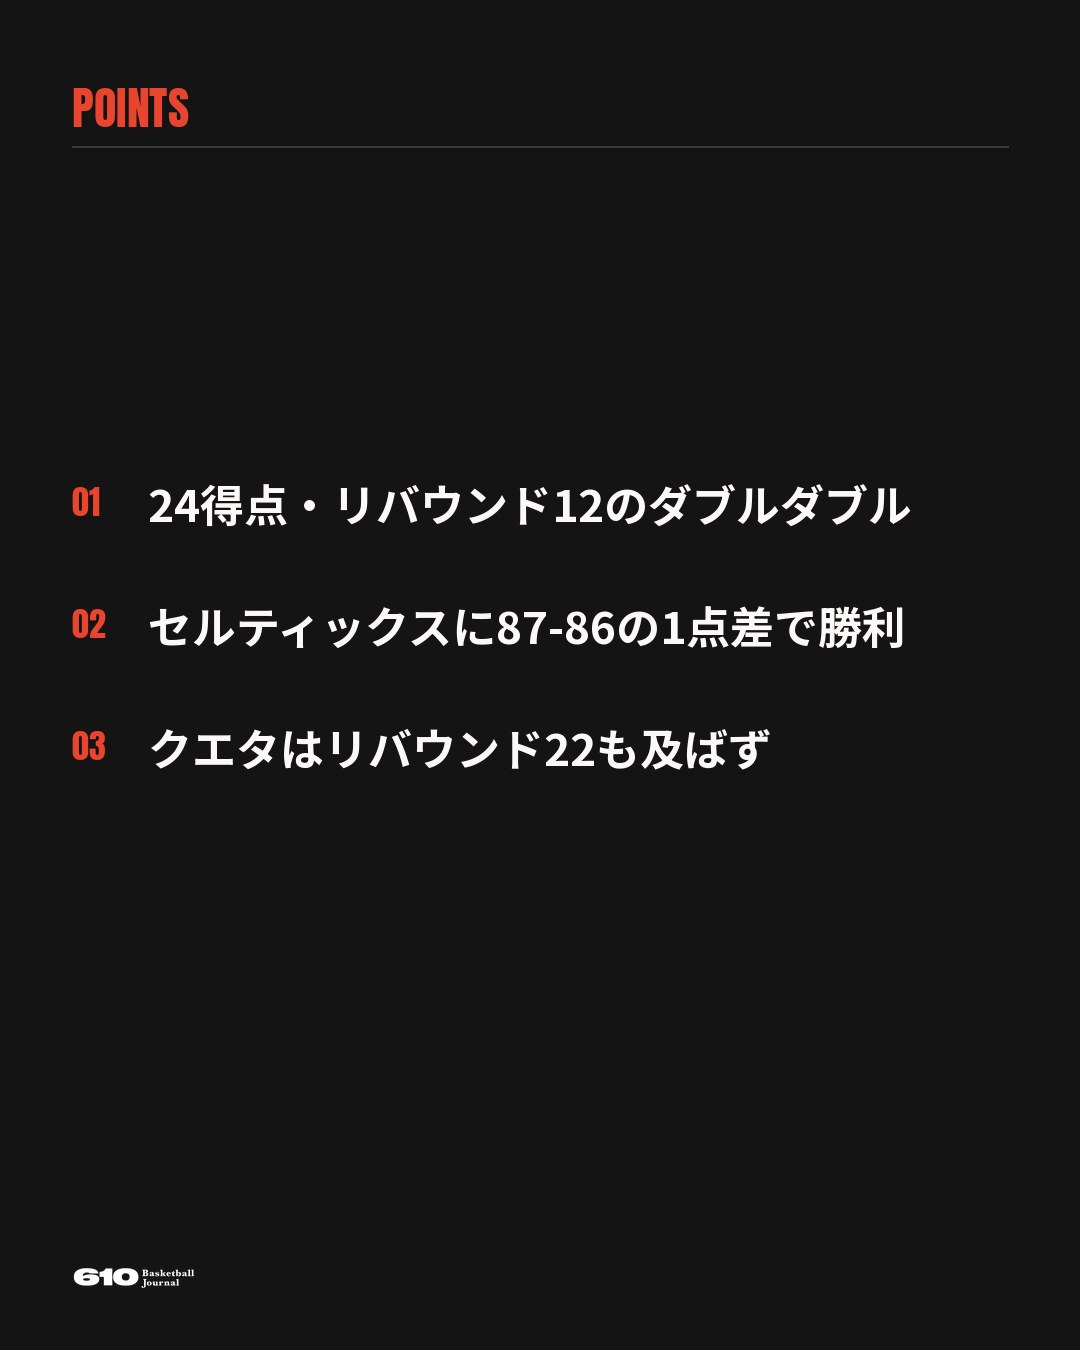 POINTS
01 24得点・リバウンド12のダブルダブル
02 セルティックスに87-86の1点差で勝利
03 クエタはリバウンド22も及ばず
610 Basketball
Journal